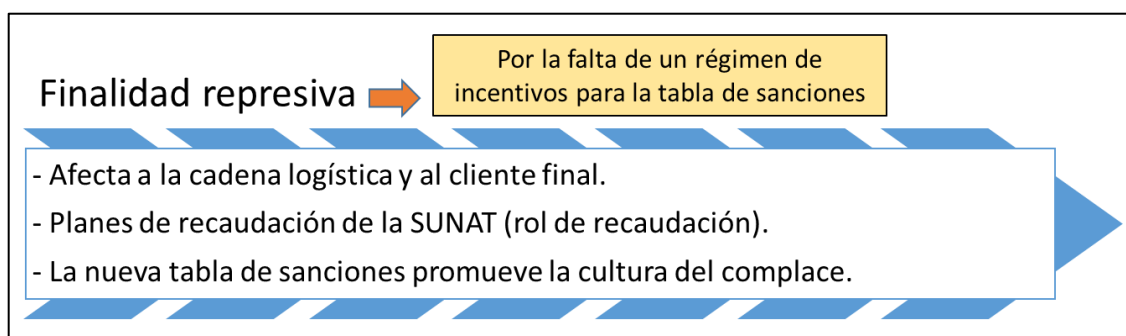 Por la falta de un régimen de
incentivos para la tabla de sanciones
Finalidad represiva
- Afecta a la cadena logística y al cliente final.
- Planes de recaudación de la SUNAT (rol de recaudación).
- La nueva tabla de sanciones promueve la cultura del complace.